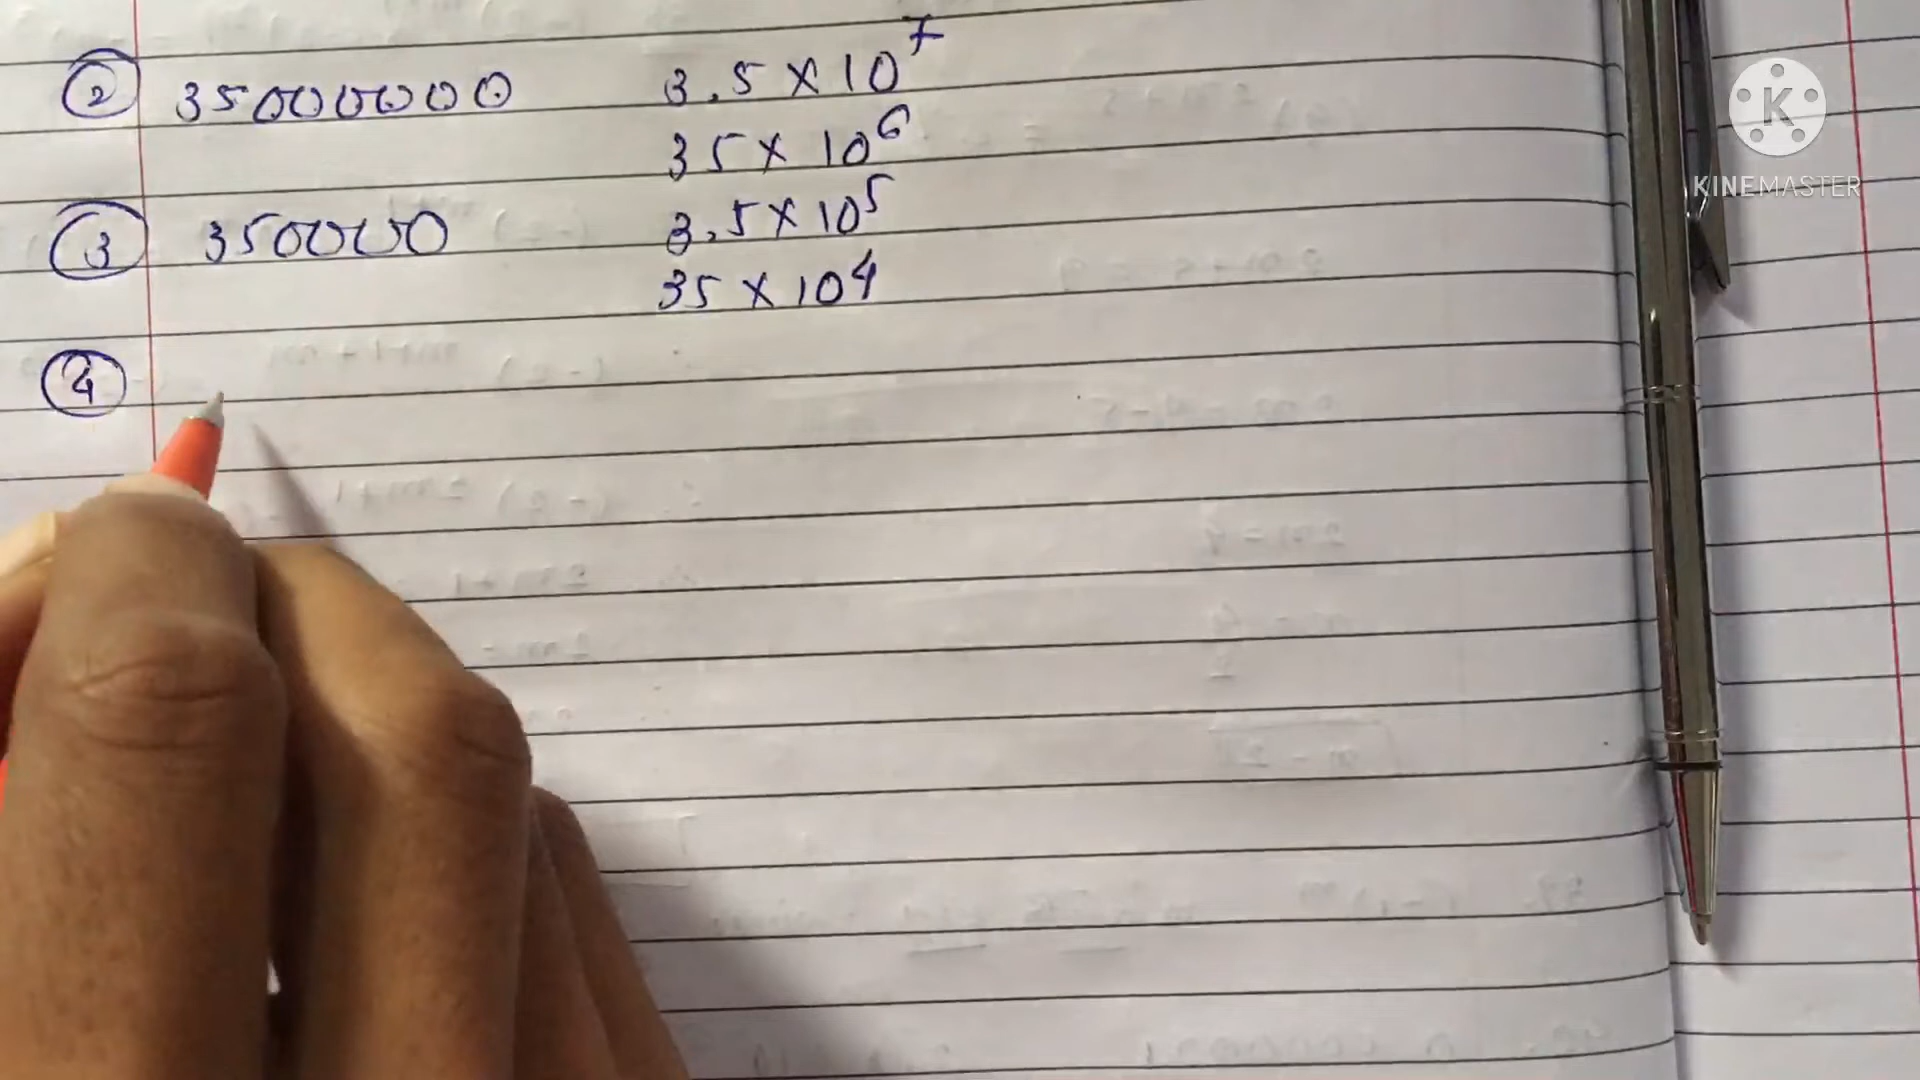 ② 35000000 3.5 × 10⁷
35 × 10⁶
③ 350000 3.5 × 10⁵
35 × 10⁴
④
KINEMASTER